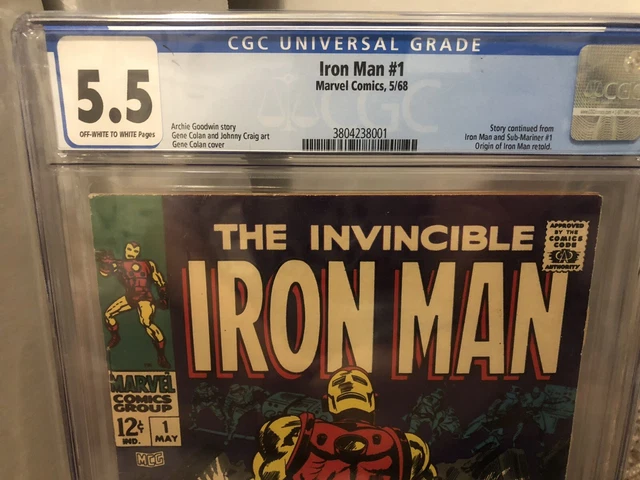 CGC UNIVERSAL GRADE
5.5
OFF-WHITE TO WHITE Pages
Iron Man #1
Marvel Comics, 5/68
Archie Goodwin story
Gene Colan and Johnny Craig art
Gene Colan cover
3804238001
Story continued from
Iron Man and Sub-Mariner #1
Origin of Iron Man retold.
CGC
CGC
THE INVINCIBLE
IRON MAN
APPROVED
BY THE
COMICS
CODE
CA
AUTHORITY
MARVEL
COMICS
GROUP
12¢
IND.
1
MAY
MCG